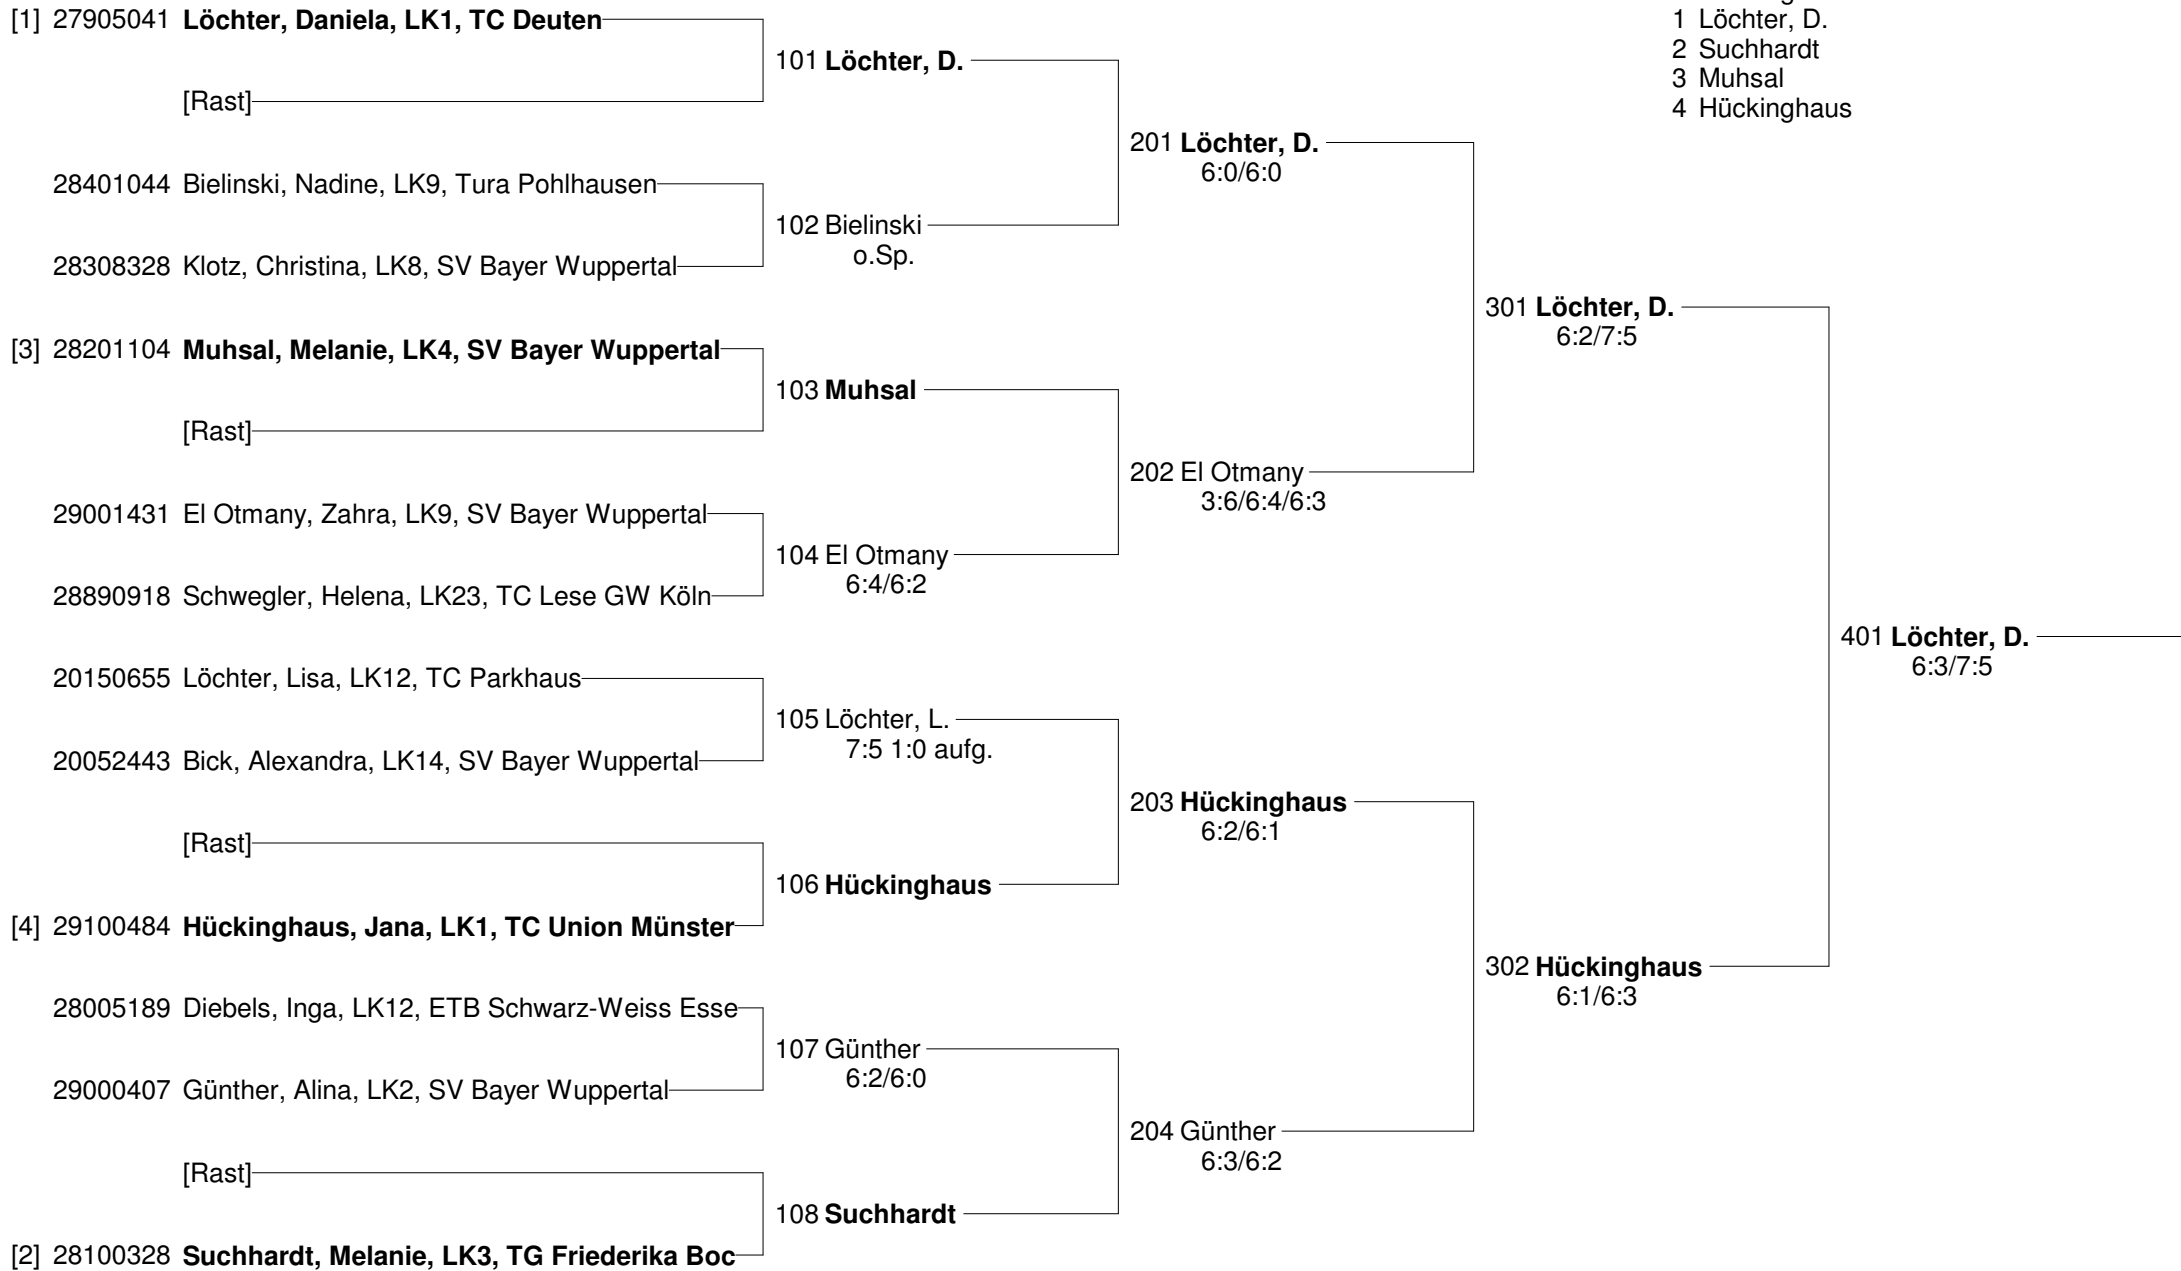 [1] 27905041 Löchter, Daniela, LK1, TC Deuten
[Rast]
28401044 Bielinski, Nadine, LK9, Tura Pohlhausen
28308328 Klotz, Christina, LK8, SV Bayer Wuppertal
[3] 28201104 Muhsal, Melanie, LK4, SV Bayer Wuppertal
[Rast]
29001431 El Otmany, Zahra, LK9, SV Bayer Wuppertal
28890918 Schwegler, Helena, LK23, TC Lese GW Köln
20150655 Löchter, Lisa, LK12, TC Parkhaus
20052443 Bick, Alexandra, LK14, SV Bayer Wuppertal
[Rast]
[4] 29100484 Hückinghaus, Jana, LK1, TC Union Münster
28005189 Diebels, Inga, LK12, ETB Schwarz-Weiss Esse
29000407 Günther, Alina, LK2, SV Bayer Wuppertal
[Rast]
[2] 28100328 Suchhardt, Melanie, LK3, TG Friederika Boc
101 Löchter, D.
102 Bielinski
o.Sp.
103 Muhsal
104 El Otmany
6:4/6:2
105 Löchter, L.
7:5 1:0 aufg.
106 Hückinghaus
107 Günther
6:2/6:0
108 Suchhardt
201 Löchter, D.
6:0/6:0
202 El Otmany
3:6/6:4/6:3
203 Hückinghaus
6:2/6:1
204 Günther
6:3/6:2
301 Löchter, D.
6:2/7:5
302 Hückinghaus
6:1/6:3
401 Löchter, D.
6:3/7:5
1 Löchter, D.
2 Suchhardt
3 Muhsal
4 Hückinghaus